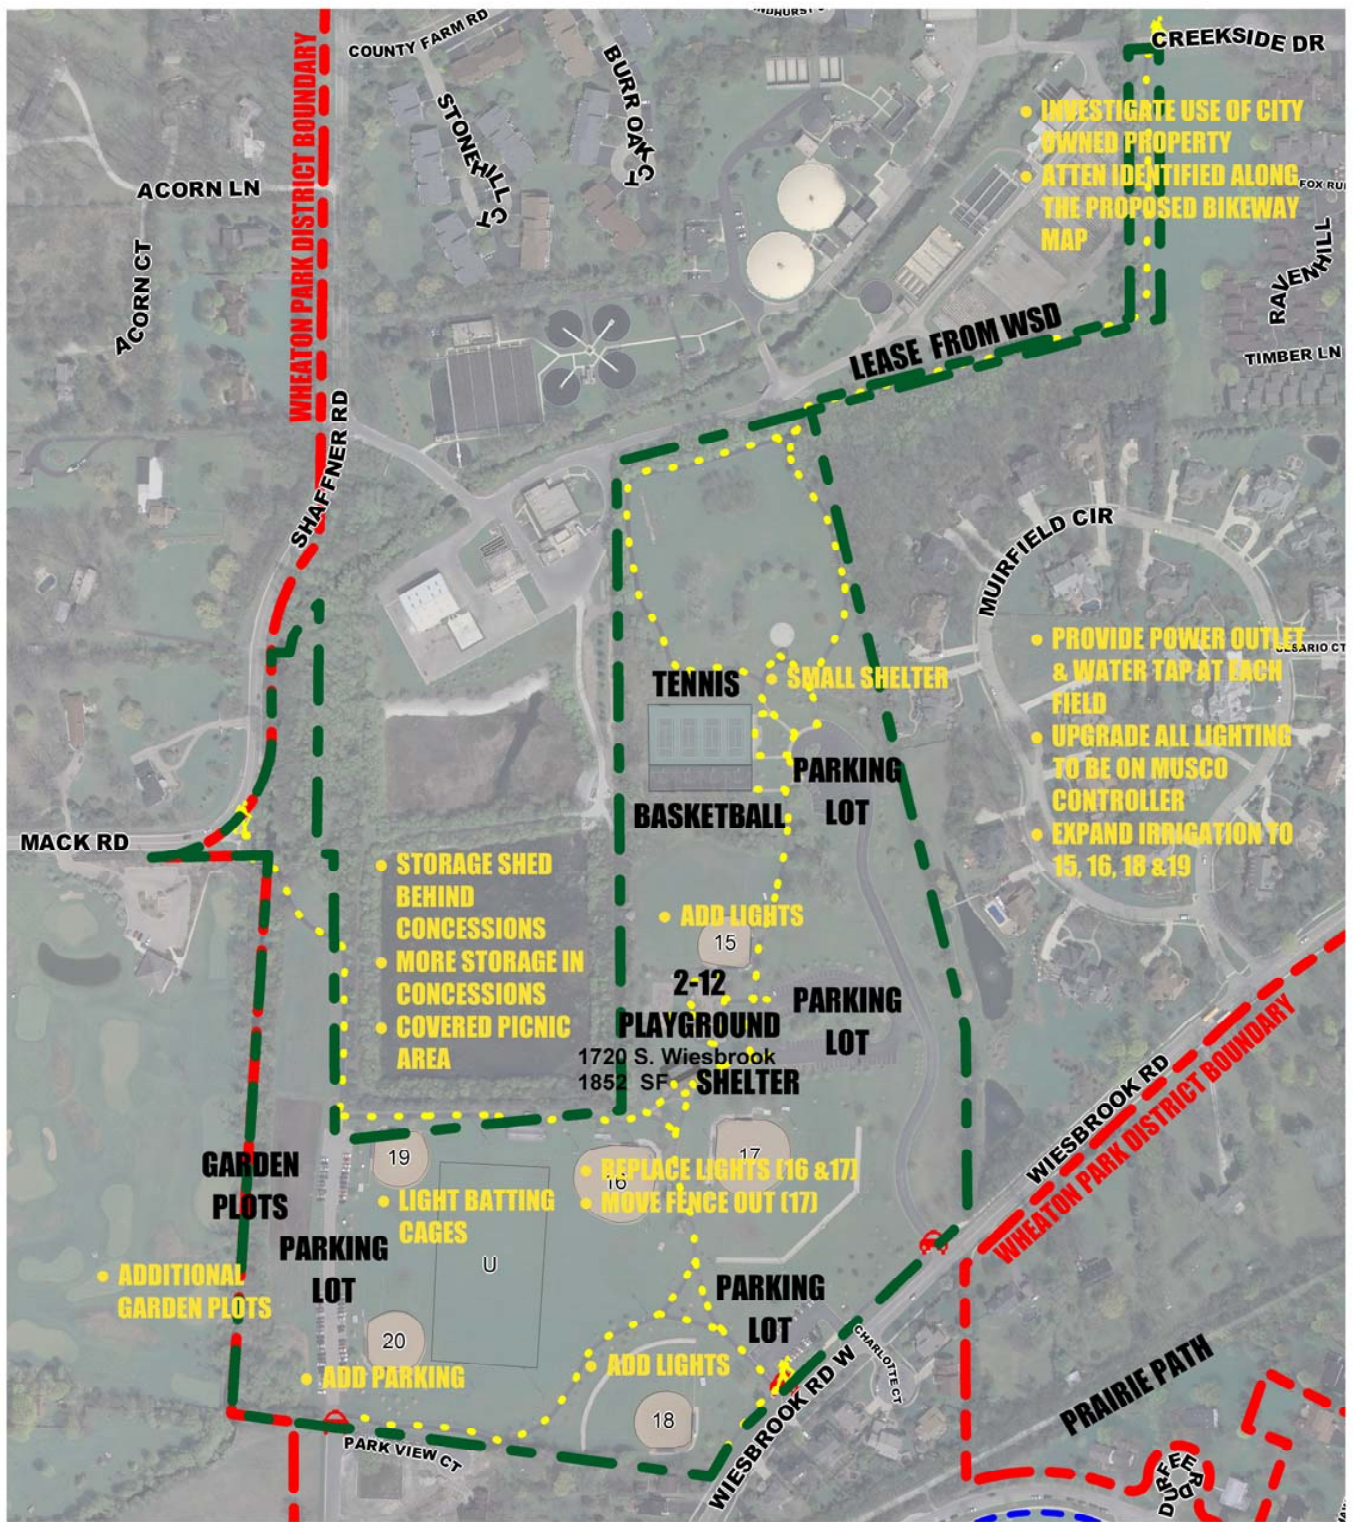 COUNTY FARM RD
CREEKSIDE DR
WHEATON PARK DISTRICT BOUNDARY
STONEHILL CT
BURR OAK CT
• INVESTIGATE USE OF CITY
OWNED PROPERTY
• ATTEN IDENTIFIED ALONG
THE PROPOSED BIKEWAY
MAP
ACORN LN
FOX RU
ACORN CT
RAVENHILL
TIMBER LN
LEASE FROM WSD
SHAFFNER RD
MUIRFIELD CIR
• PROVIDE POWER OUTLET
& WATER TAP AT EACH
FIELD
• UPGRADE ALL LIGHTING
TO BE ON MUSCO
CONTROLLER
• EXPAND IRRIGATION TO
15, 16, 18 &19
ESARIO CT
TENNIS
• SMALL SHELTER
PARKING
LOT
BASKETBALL
MACK RD
• STORAGE SHED
BEHIND
CONCESSIONS
• MORE STORAGE IN
CONCESSIONS
• COVERED PICNIC
AREA
• ADD LIGHTS
15
2-12
PLAYGROUND
PARKING
LOT
1720 S. Wiesbrook
1852 SF
SHELTER
WIESBROOK RD
WHEATON PARK DISTRICT BOUNDARY
GARDEN
PLOTS
19
17
16
• REPLACE LIGHTS (16 &17)
• MOVE FENCE OUT (17)
• LIGHT BATTING
CAGES
PARKING
LOT
U
• ADDITIONAL
GARDEN PLOTS
PARKING
LOT
20
• ADD PARKING
• ADD LIGHTS
18
CHARLOTTE CT
WIESBROOK RD W
PARK VIEW CT
PRAIRIE PATH
DURFEE RD